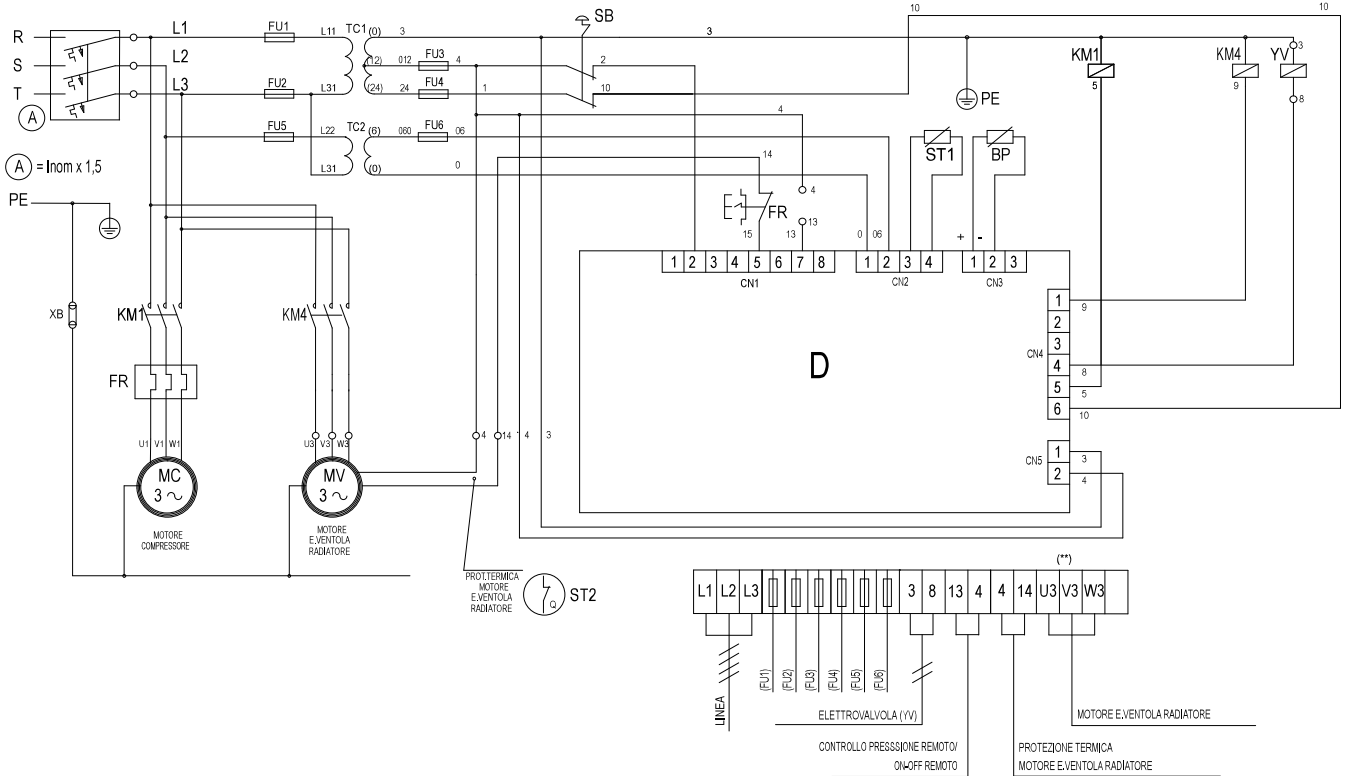 10
10
R
S
T
L1
L2
L3
A
FU1
FU2
FU5
L11
L31
L22
L31
TC1
(0)
(12)
(24)
TC2
(6)
(0)
3
012
FU3
4
24
FU4
1
060
FU6
06
0
SB
2
10
3
4
PE
KM1
5
KM4
9
YV
3
8
A = Inom x 1,5
PE
XB
14
FR
15
4
13
13
0
06
ST1
BP
+
-
1 2 3 4 5 6 7 8
CN1
1 2 3 4
CN2
1 2 3
CN3
D
CN4
1
2
3
4
5
6
9
8
5
10
CN5
1
2
3
4
KM1
KM4
FR
U1 V1 W1
U3 V3 W3
4
14
4
3
MC
3 ~
MOTORE
COMPRESSORE
MV
3 ~
MOTORE
E.VENTOLA
RADIATORE
PROT.TERMICA
MOTORE
E.VENTOLA
RADIATORE
Q
ST2
(**)
L1 L2 L3 3 8 13 4 4 14 U3 V3 W3
LINEA
(FU1)
(FU2)
(FU3)
(FU4)
(FU5)
(FU6)
ELETTROVALVOLA (YV)
MOTORE E.VENTOLA RADIATORE
CONTROLLO PRESSSIONE REMOTO/
ON-OFF REMOTO
PROTEZIONE TERMICA
MOTORE E.VENTOLA RADIATORE